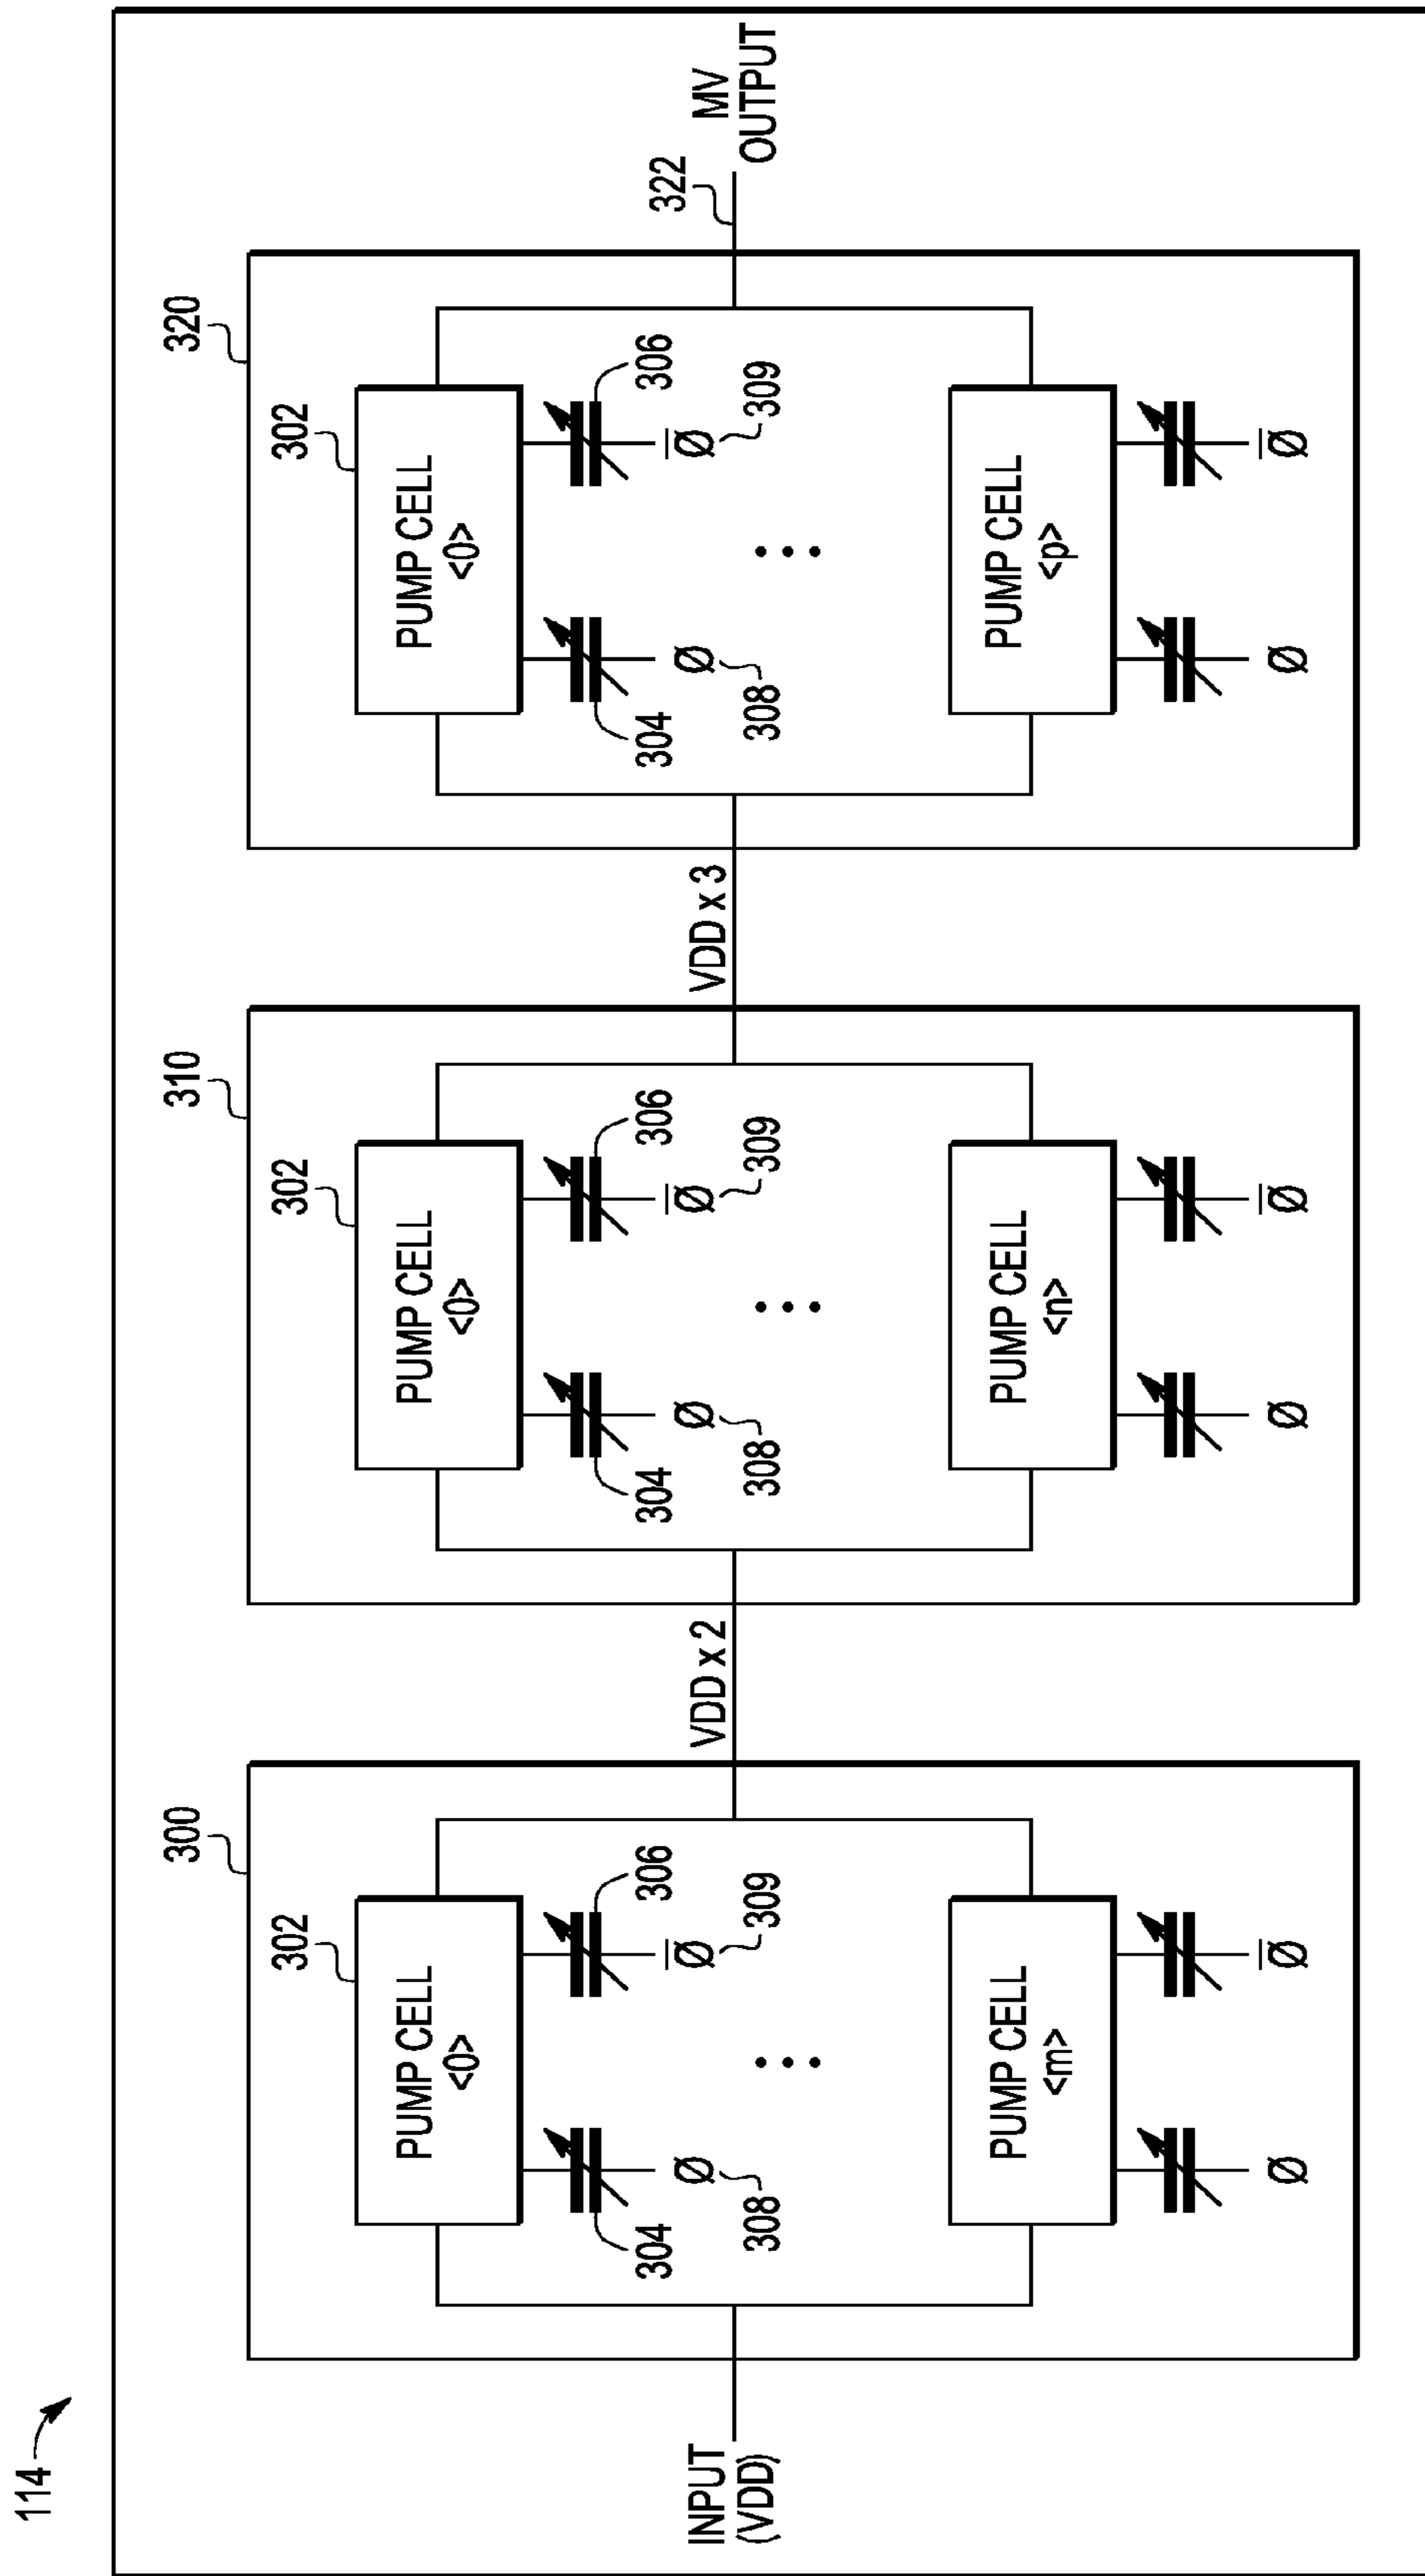 114
300
310
320
302
302
302
PUMP CELL
<0>
PUMP CELL
<0>
PUMP CELL
<0>
304
306
304
306
304
306
Ø
Ø̅
Ø
Ø̅
Ø
Ø̅
308
309
308
309
308
309
INPUT
(VDD)
VDD x 2
VDD x 3
322
MV
OUTPUT
PUMP CELL
<m>
PUMP CELL
<n>
PUMP CELL
<p>
Ø
Ø̅
Ø
Ø̅
Ø
Ø̅